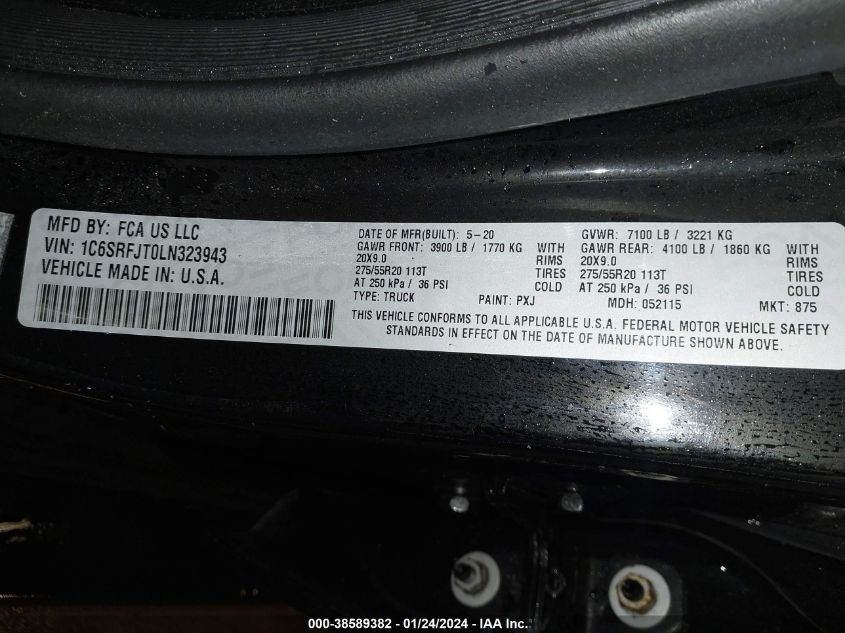 MFD BY: FCA US LLC
VIN: 1C6SRFJT0LN323943
VEHICLE MADE IN: U.S.A.
DATE OF MFR(BUILT): 5-20
GAWR FRONT: 3900 LB / 1770 KG WITH
20X9.0 RIMS
275/55R20 113T TIRES
AT 250 kPa / 36 PSI COLD
TYPE: TRUCK PAINT: PXJ
GVWR: 7100 LB / 3221 KG
GAWR REAR: 4100 LB / 1860 KG WITH
20X9.0 RIMS
275/55R20 113T TIRES
AT 250 kPa / 36 PSI COLD
MDH: 052115 MKT: 875
THIS VEHICLE CONFORMS TO ALL APPLICABLE U.S.A. FEDERAL MOTOR VEHICLE SAFETY
STANDARDS IN EFFECT ON THE DATE OF MANUFACTURE SHOWN ABOVE.
000-38589382 - 01/24/2024 - IAA Inc.